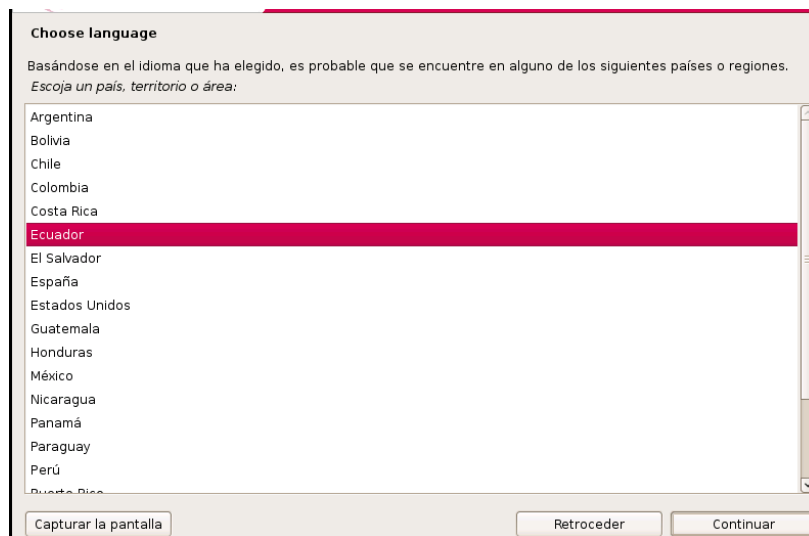 Choose language
Basándose en el idioma que ha elegido, es probable que se encuentre en alguno de los siguientes países o regiones.
Escoja un país, territorio o área:
Argentina
Bolivia
Chile
Colombia
Costa Rica
Ecuador
El Salvador
España
Estados Unidos
Guatemala
Honduras
México
Nicaragua
Panamá
Paraguay
Perú
Puerto Rico
Capturar la pantalla
Retroceder
Continuar